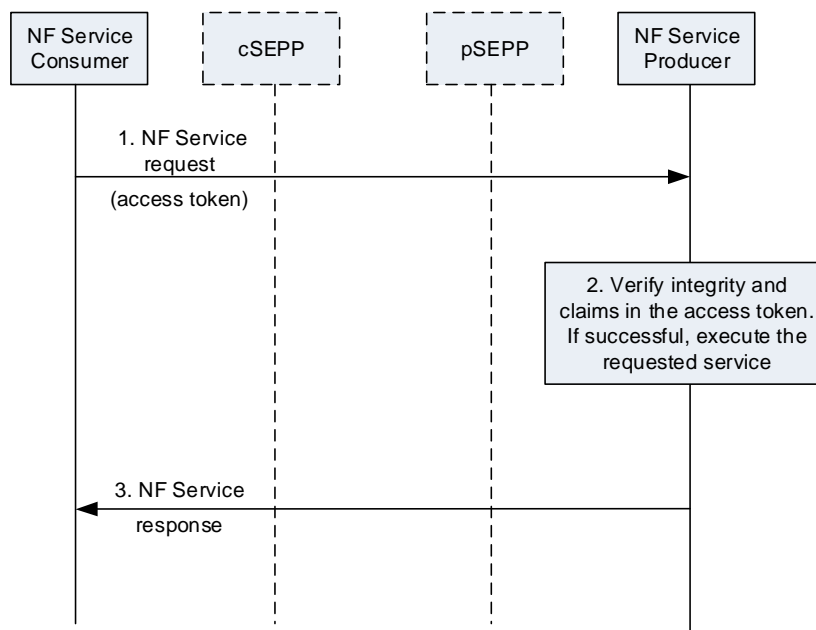 NF Service
Consumer
cSEPP
pSEPP
NF Service
Producer
1. NF Service
request
(access token)
2. Verify integrity and
claims in the access token.
If successful, execute the
requested service
3. NF Service
response